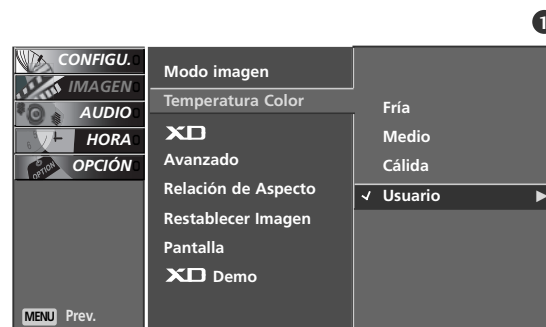 1
CONFIGU.
IMAGEN
AUDIO
HORA
OPCIÓN
OPTION
MENU Prev.
Modo imagen
Temperatura Color
XD
Avanzado
Relación de Aspecto
Restablecer Imagen
Pantalla
XD Demo
Fría
Medio
Cálida
✓ Usuario ▶